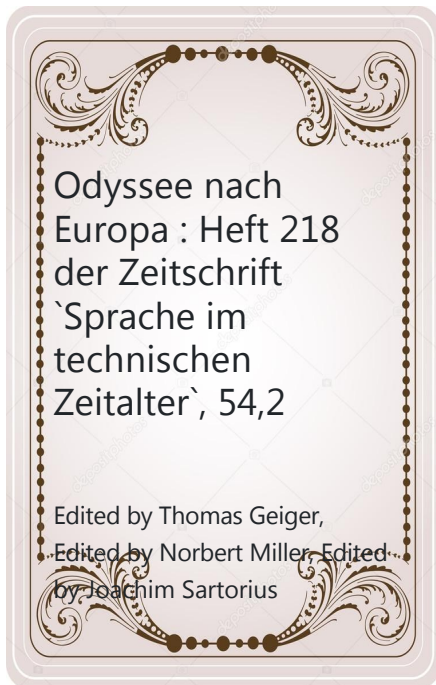 Odyssee nach
Europa : Heft 218
der Zeitschrift
`Sprache im
technischen
Zeitalter`, 54,2
Edited by Thomas Geiger,
Edited by Norbert Miller, Edited
by Joachim Sartorius